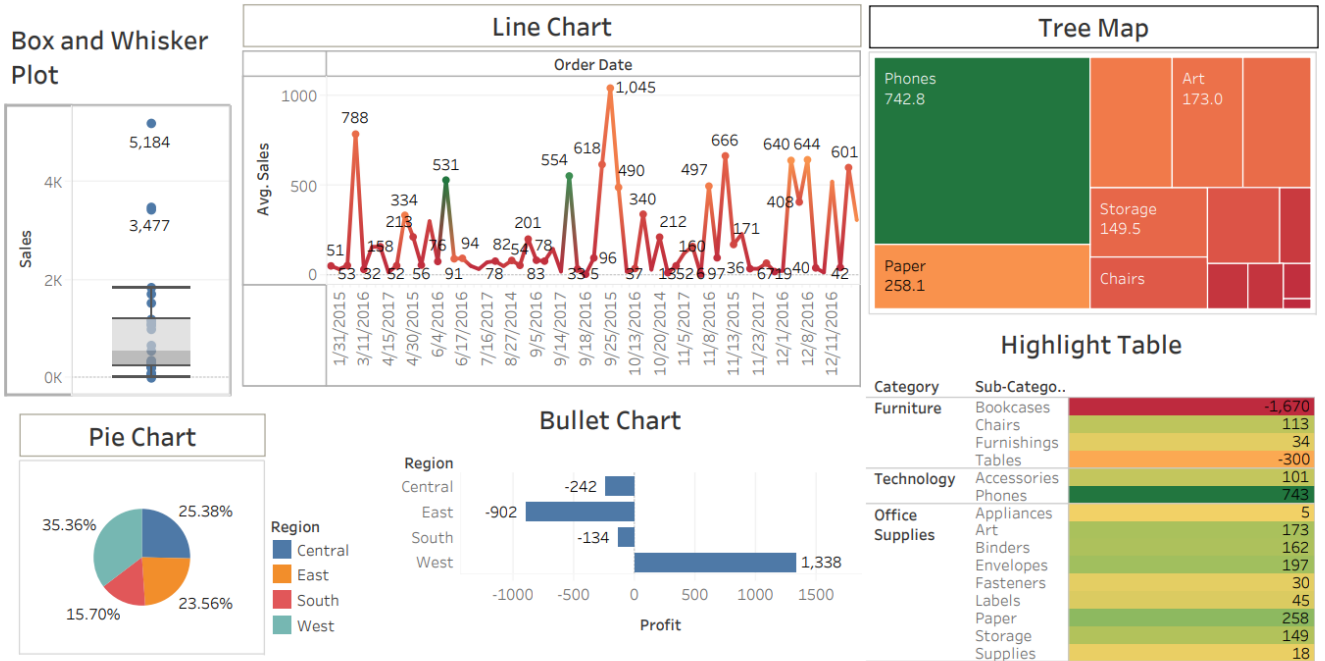 Box and Whisker
Plot
Sales
4K
2K
0K
5,184
3,477
Line Chart
Order Date
Avg. Sales
1000
500
0
51
53
788
32
158
52
334
213
56
76
531
91
94
78
82
54
201
83
78
554
618
1,045
490
96
37
340
212
160
497
97
666
36
171
640
408
644
40
601
42
1/31/2015
3/11/2016
4/15/2017
4/30/2015
6/4/2016
6/17/2016
7/16/2017
8/27/2014
9/5/2016
9/14/2017
9/18/2016
9/25/2015
10/13/2016
10/20/2014
11/5/2017
11/8/2016
11/13/2015
11/23/2017
12/1/2016
12/8/2016
12/11/2016
Tree Map
Phones
742.8
Paper
258.1
Art
173.0
Storage
149.5
Chairs
Pie Chart
35.36%
25.38%
15.70%
23.56%
Region
Central
East
South
West
Bullet Chart
Region
Central -242
East -902
South -134
West 1,338
-1000 -500 0 500 1000 1500
Profit
Highlight Table
Category Sub-Catego..
Furniture Bookcases -1,670
Chairs 113
Furnishings 34
Tables -300
Technology Accessories 101
Phones 743
Office Appliances 5
Supplies Art 173
Binders 162
Envelopes 197
Fasteners 30
Labels 45
Paper 258
Storage 149
Supplies 18